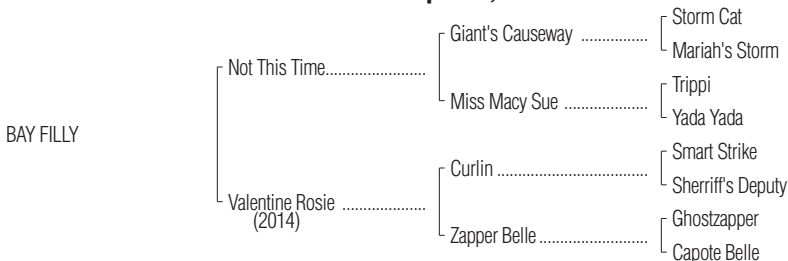 Storm Cat
Giant's Causeway ................
Mariah's Storm
Not This Time........................
Trippi
Miss Macy Sue ....................
Yada Yada
BAY FILLY
Smart Strike
Curlin ....................................
Sherriff's Deputy
Valentine Rosie ....................
(2014)
Ghostzapper
Zapper Belle..........................
Capote Belle